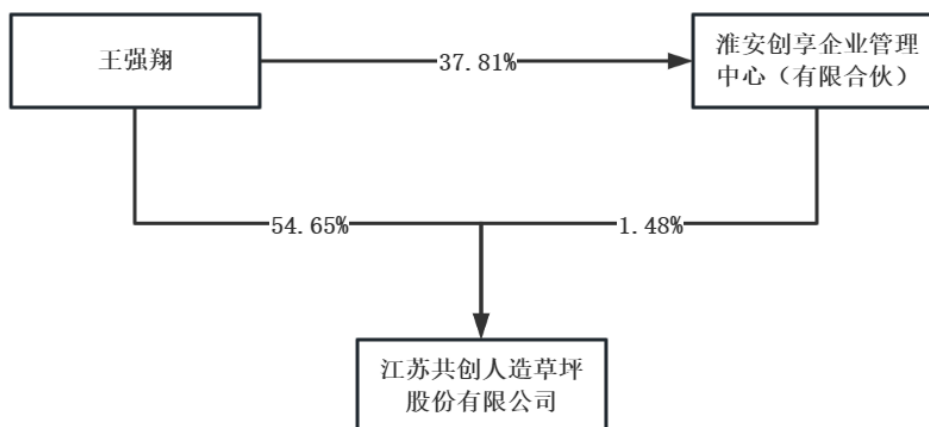 王强翔
37.81%
淮安创享企业管理
中心（有限合伙）
54.65%
1.48%
江苏共创人造草坪
股份有限公司